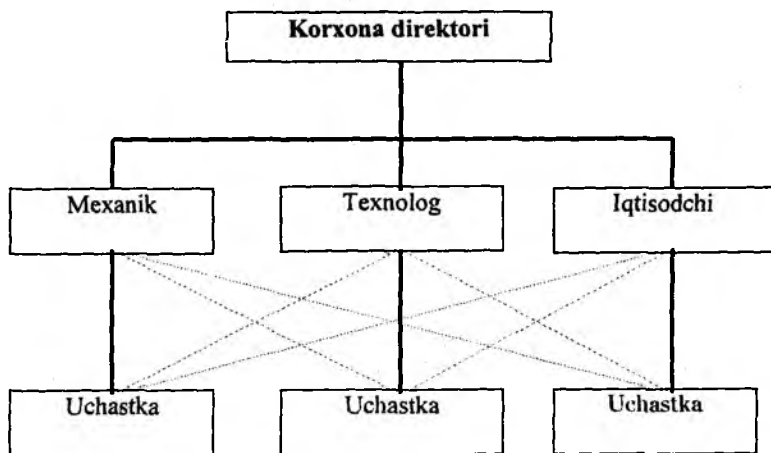 Korxona direktori
Mexanik
Texnolog
Iqtisodchi
Uchastka
Uchastka
Uchastka